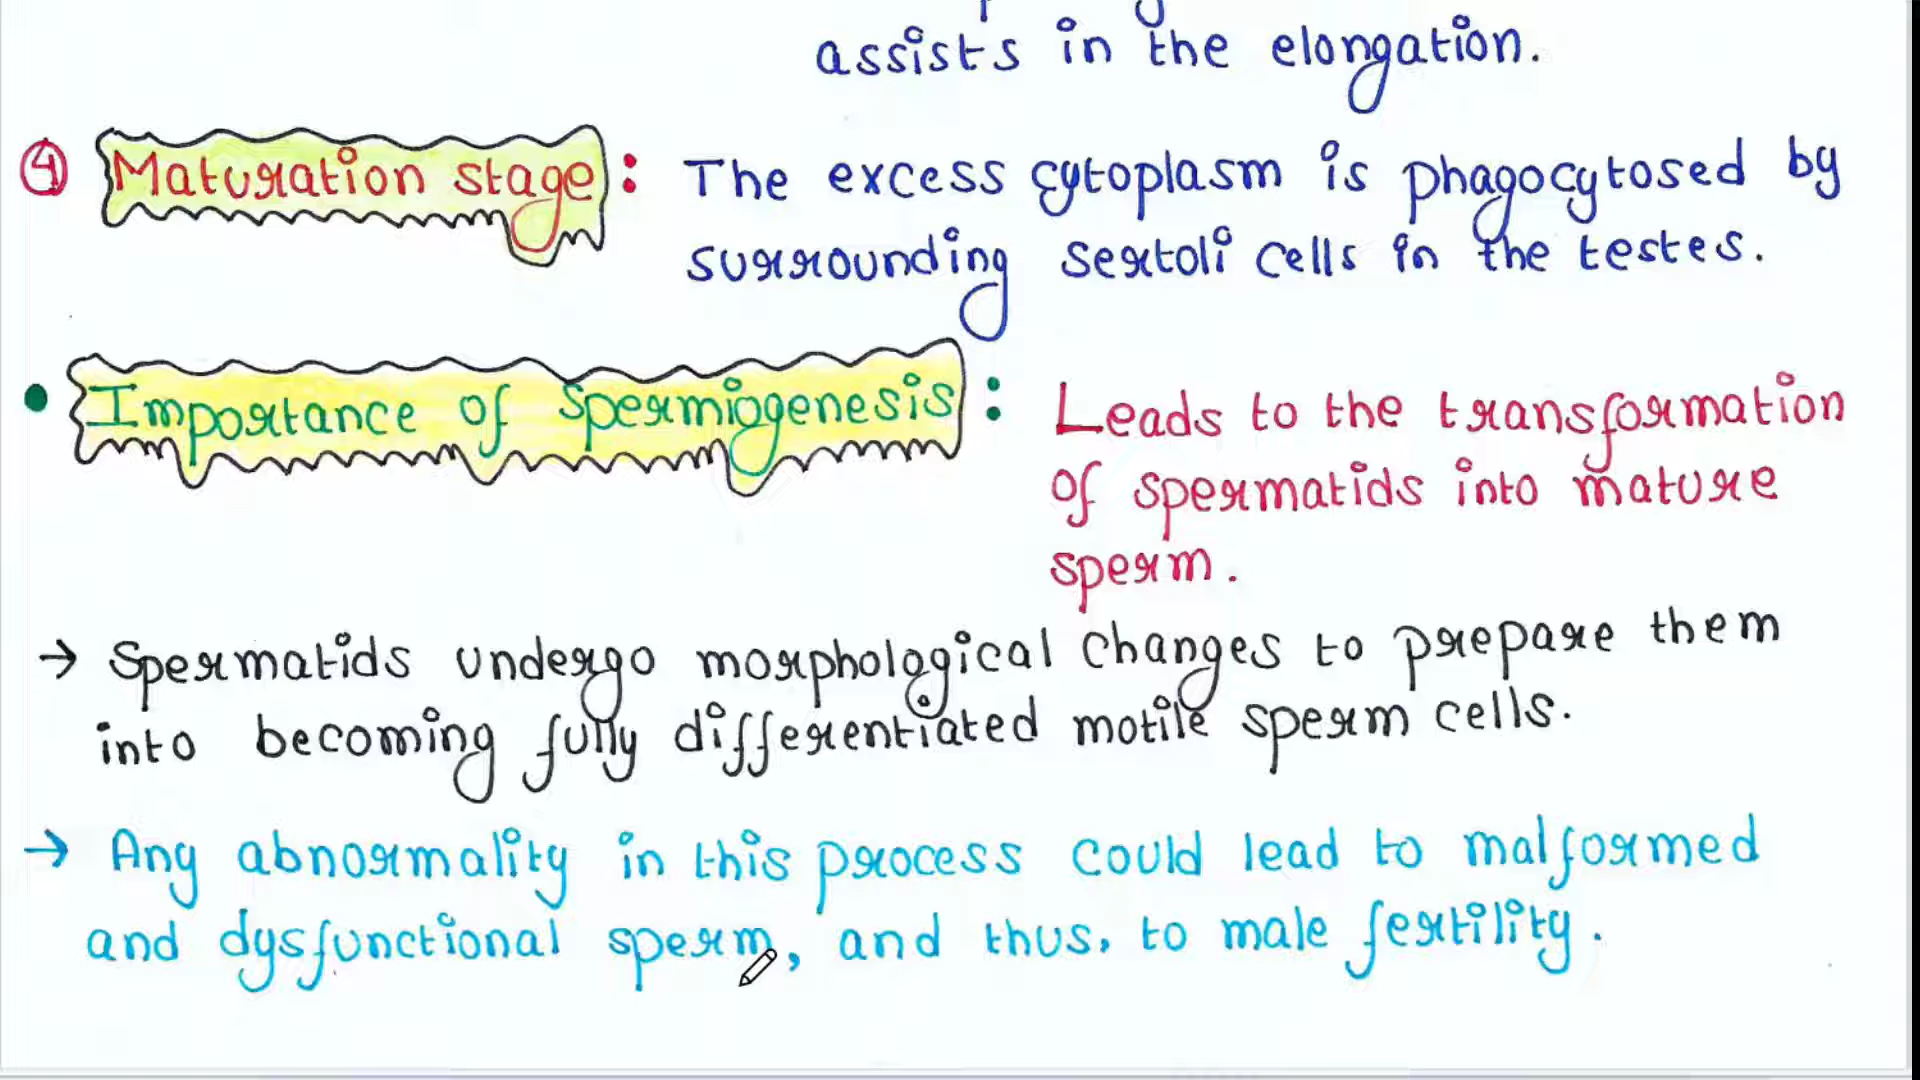 assists in the elongation.
④ Maturation stage : The excess cytoplasm is phagocytosed by
surrounding sertoli cells in the testes.
• Importance of Spermiogenesis : Leads to the transformation
of spermatids into mature
sperm.
→ Spermatids undergo morphological changes to prepare them
into becoming fully differentiated motile sperm cells.
→ Any abnormality in this process could lead to malformed
and dysfunctional sperm, and thus, to male fertility.